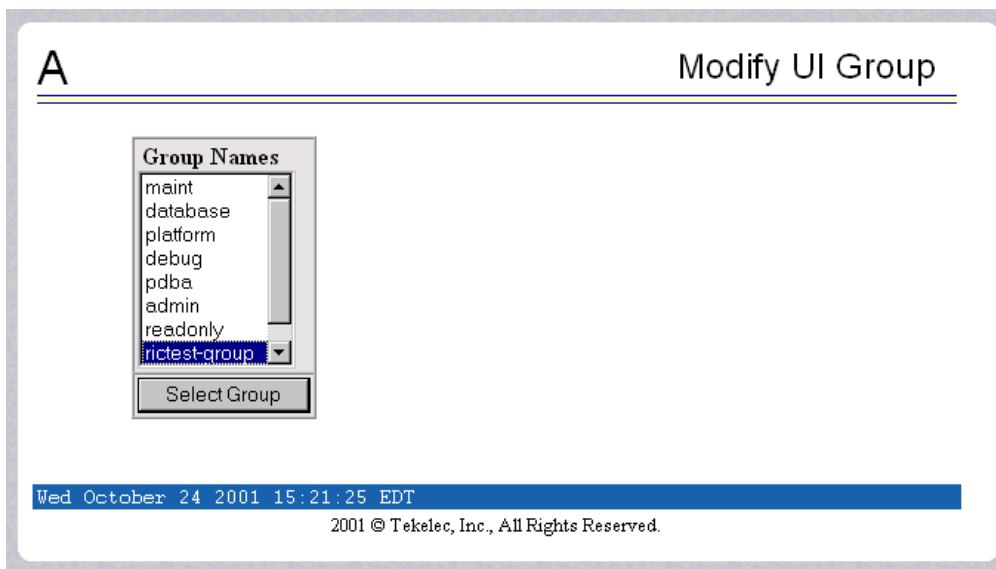 A
Modify UI Group
Group Names
maint
database
platform
debug
pdba
admin
readonly
rictest-group
Select Group
Wed October 24 2001 15:21:25 EDT
2001 © Tekelec, Inc., All Rights Reserved.